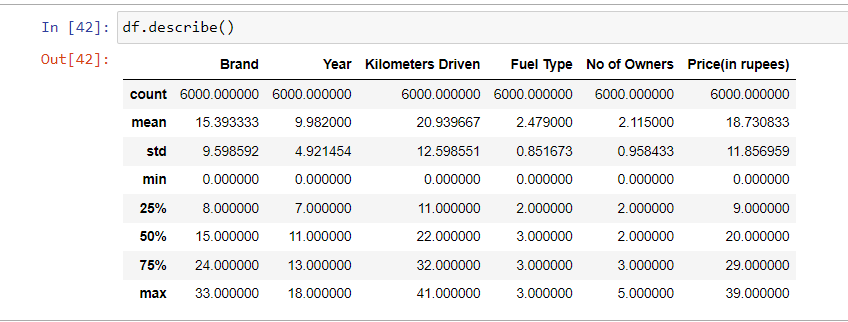 In [42]: df.describe()
Out[42]:
Brand Year Kilometers Driven Fuel Type No of Owners Price(in rupees)
count 6000.000000 6000.000000 6000.000000 6000.000000 6000.000000 6000.000000
mean 15.393333 9.982000 20.939667 2.479000 2.115000 18.730833
std 9.598592 4.921454 12.598551 0.851673 0.958433 11.856959
min 0.000000 0.000000 0.000000 0.000000 0.000000 0.000000
25% 8.000000 7.000000 11.000000 2.000000 2.000000 9.000000
50% 15.000000 11.000000 22.000000 3.000000 2.000000 20.000000
75% 24.000000 13.000000 32.000000 3.000000 3.000000 29.000000
max 33.000000 18.000000 41.000000 3.000000 5.000000 39.000000